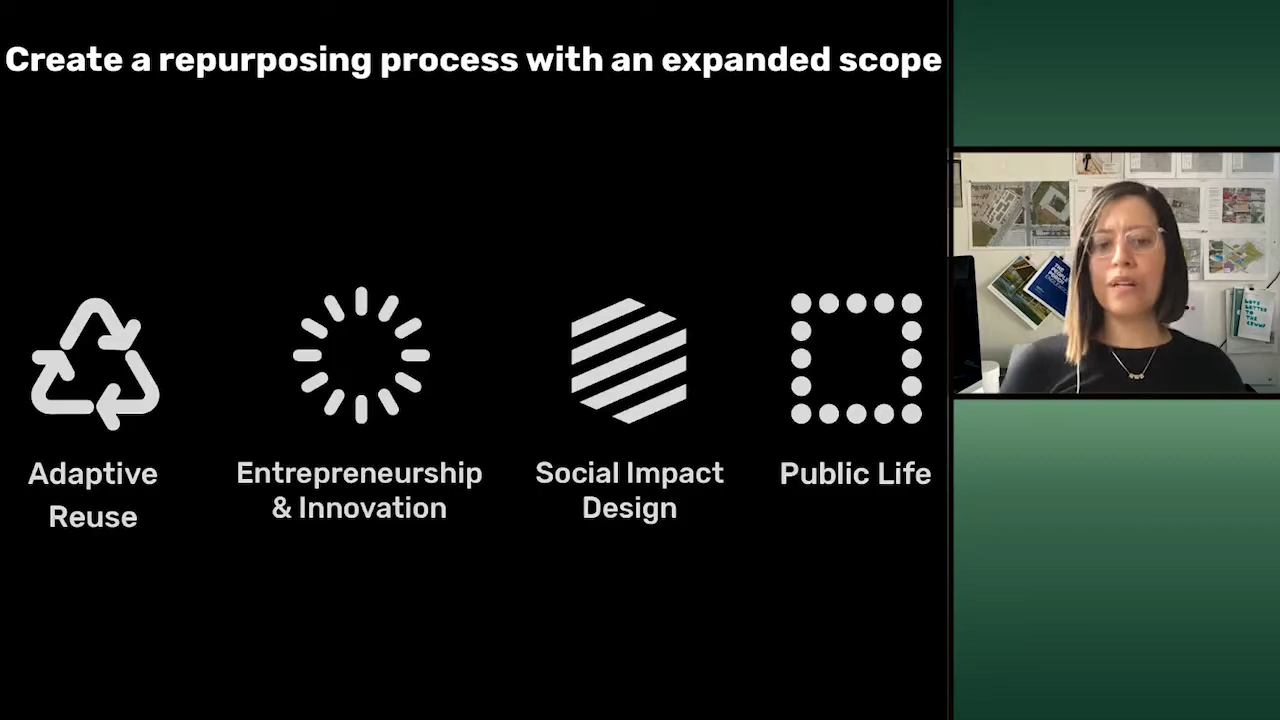 Create a repurposing process with an expanded scope
Adaptive
Reuse
Entrepreneurship
& Innovation
Social Impact
Design
Public Life